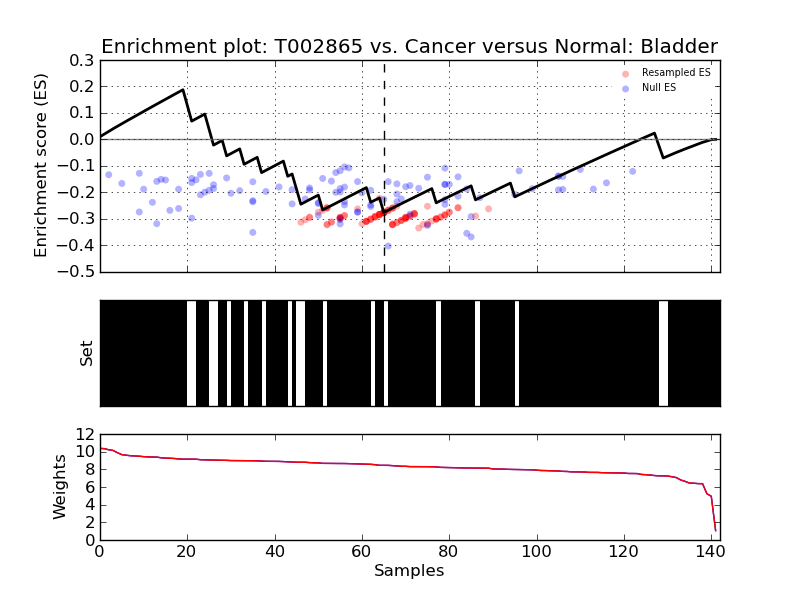 Enrichment plot: T002865 vs. Cancer versus Normal: Bladder
Enrichment score (ES)
0.3
0.2
0.1
0.0
−0.1
−0.2
−0.3
−0.4
−0.5
Resampled ES
Null ES
Set
Weights
12
10
8
6
4
2
0
0 20 40 60 80 100 120 140
Samples